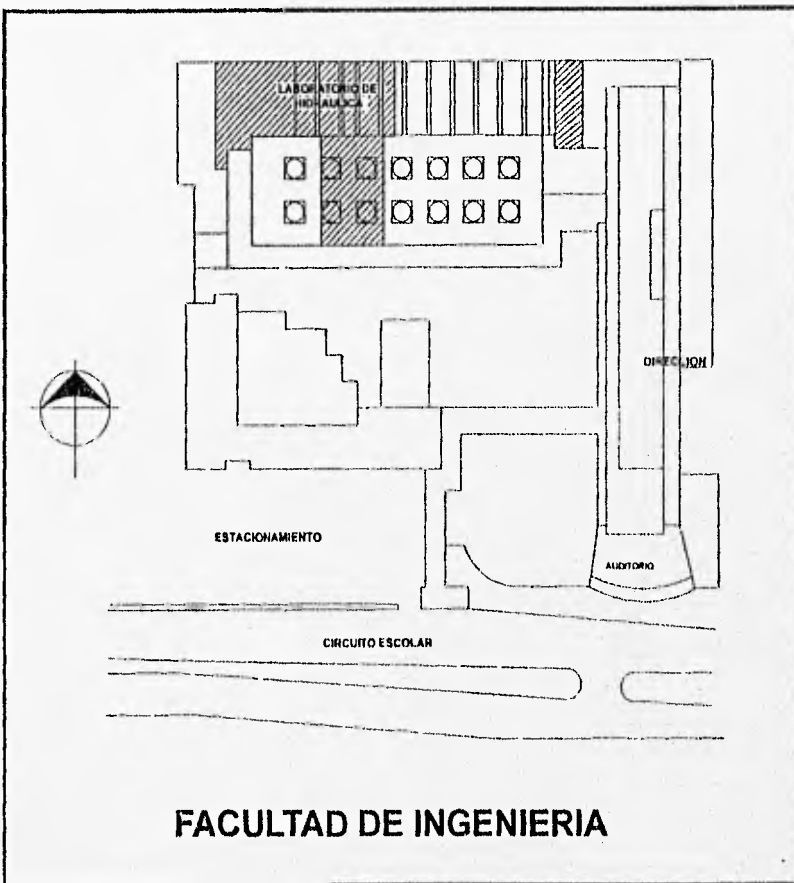 LABORATORIO DE
HIDRAULICA
DIRECCION
ESTACIONAMIENTO
AUDITORIO
CIRCUITO ESCOLAR
FACULTAD DE INGENIERIA